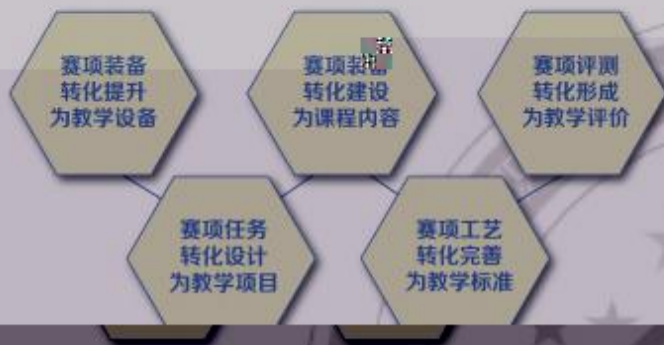 赛项装备
转化提升
为教学设备
赛项装备
转化建设
为课程内容
赛项评测
转化形成
为教学评价
赛项任务
转化设计
为教学项目
赛项工艺
转化完善
为教学标准